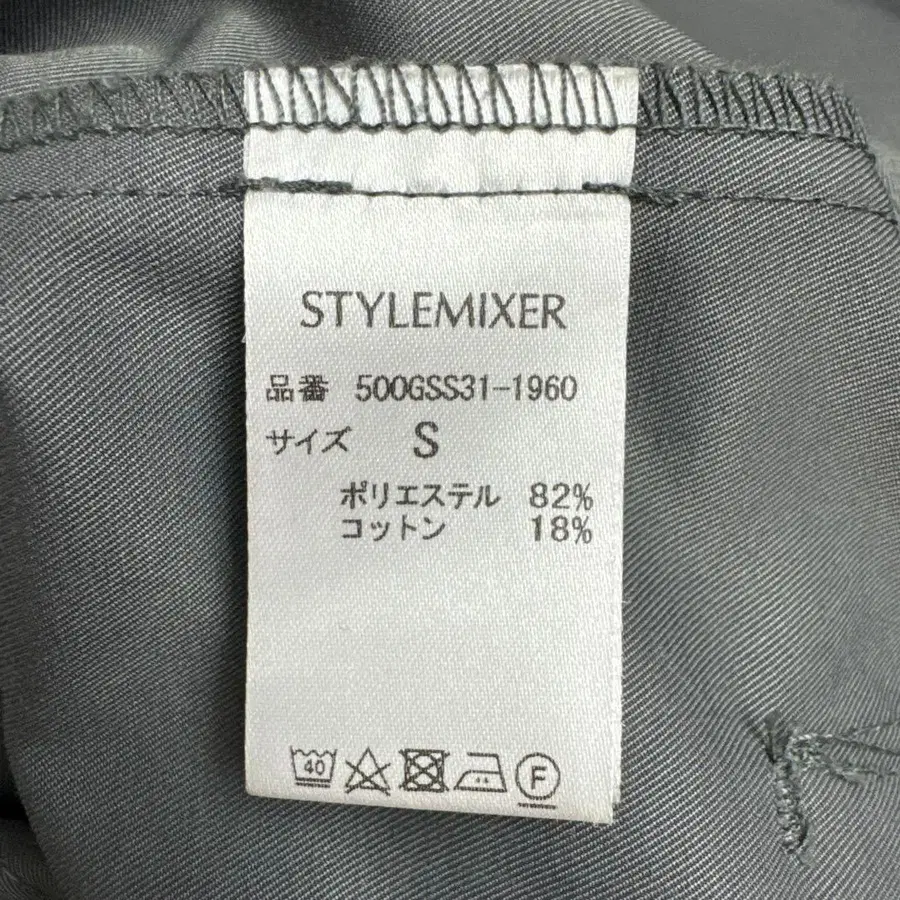 STYLEMIXER
品番 500GSS31-1960
サイズ S
ポリエステル 82%
コットン 18%
40 F